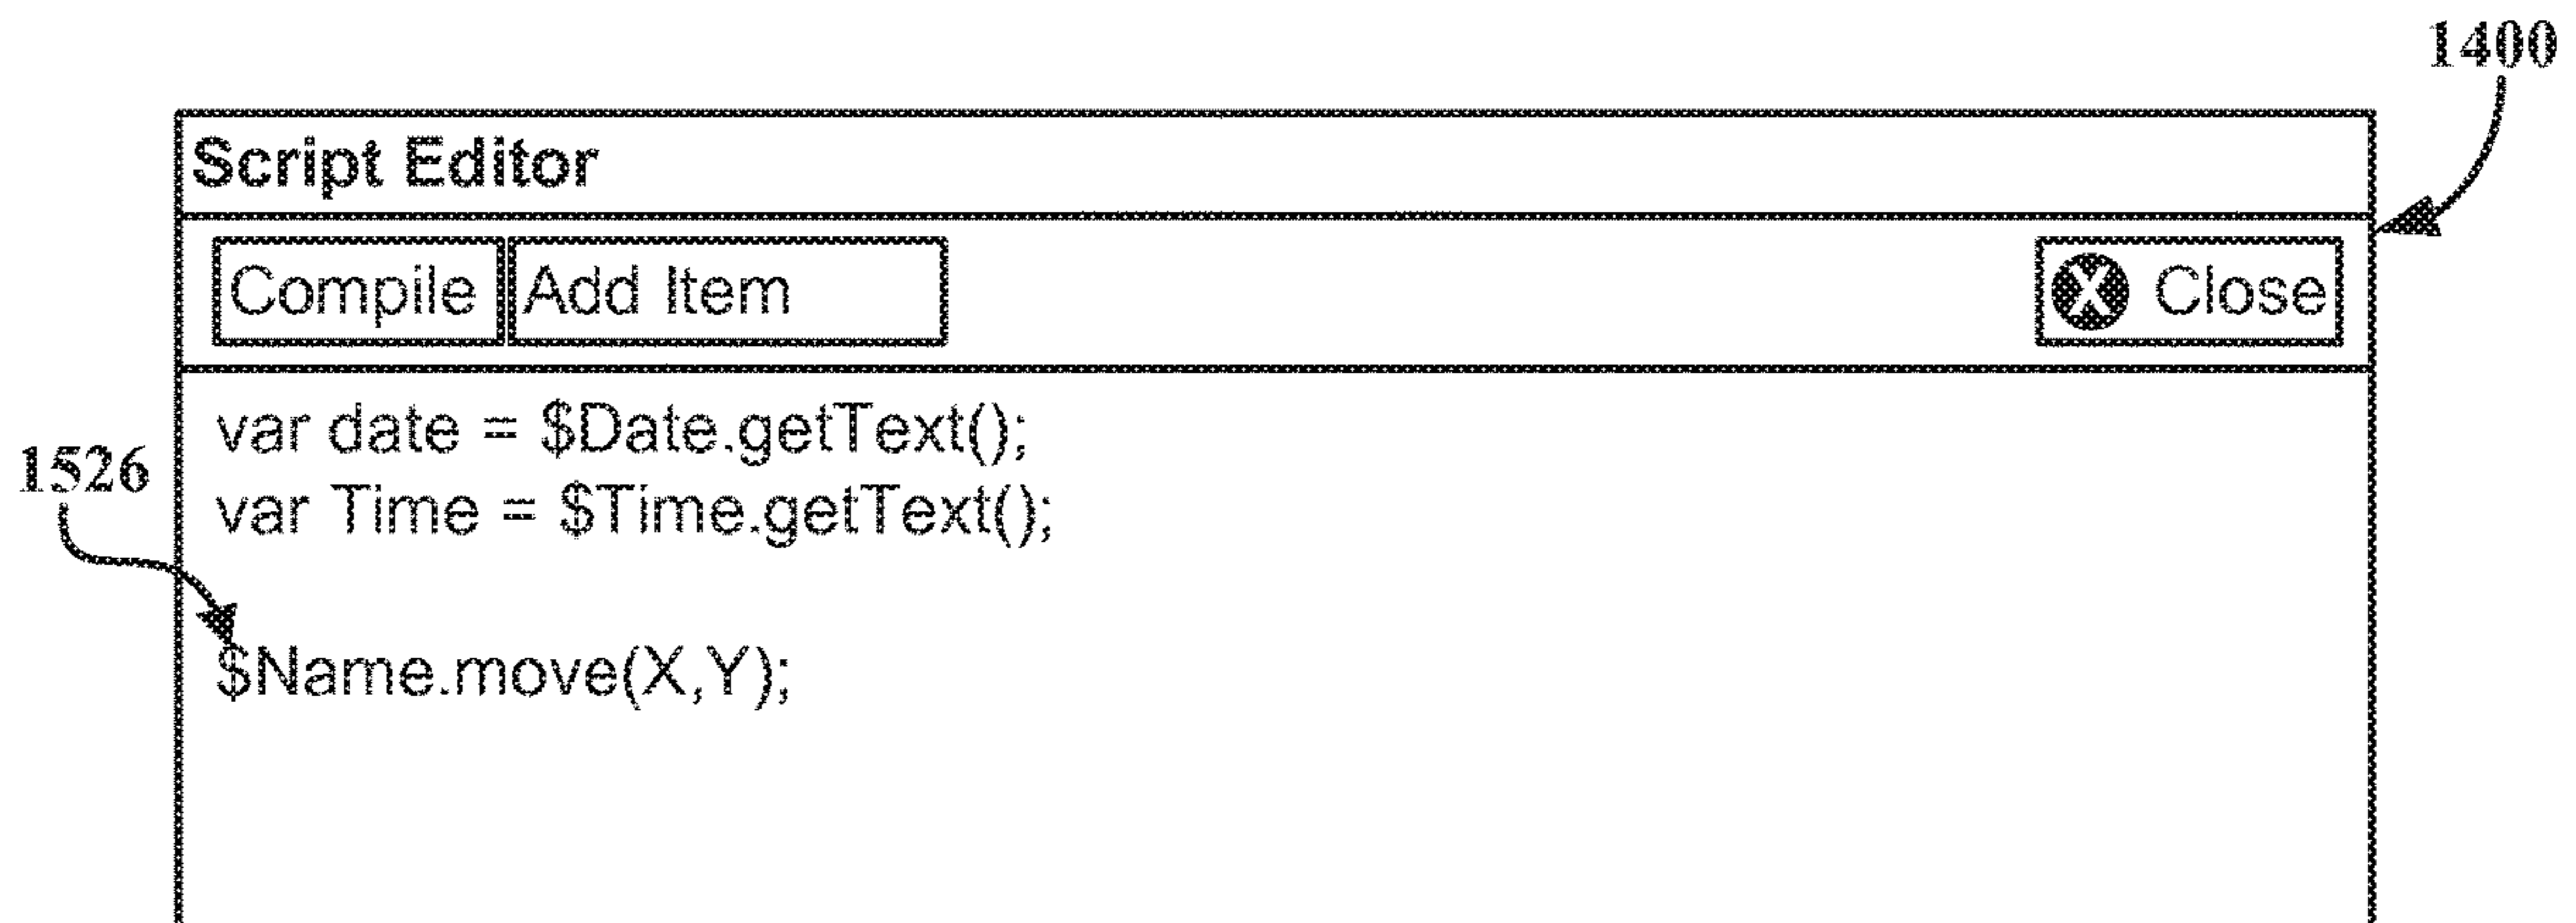 1400
Script Editor
Compile Add Item X Close
var date = $Date.getText();
1526
var Time = $Time.getText();
$Name.move(X,Y);